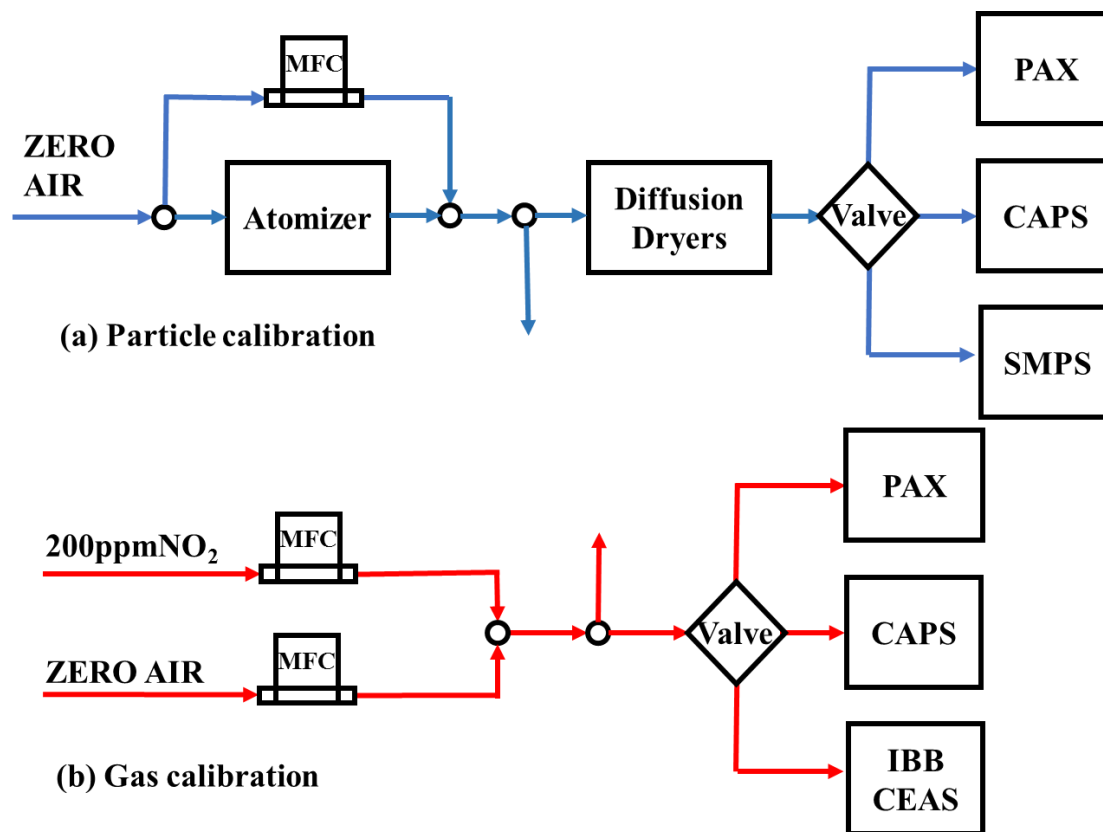 MFC
PAX
ZERO
AIR
Atomizer
Diffusion
Dryers
Valve
CAPS
(a) Particle calibration
SMPS
PAX
200ppmNO₂
MFC
Valve
CAPS
ZERO AIR
MFC
(b) Gas calibration
IBB
CEAS